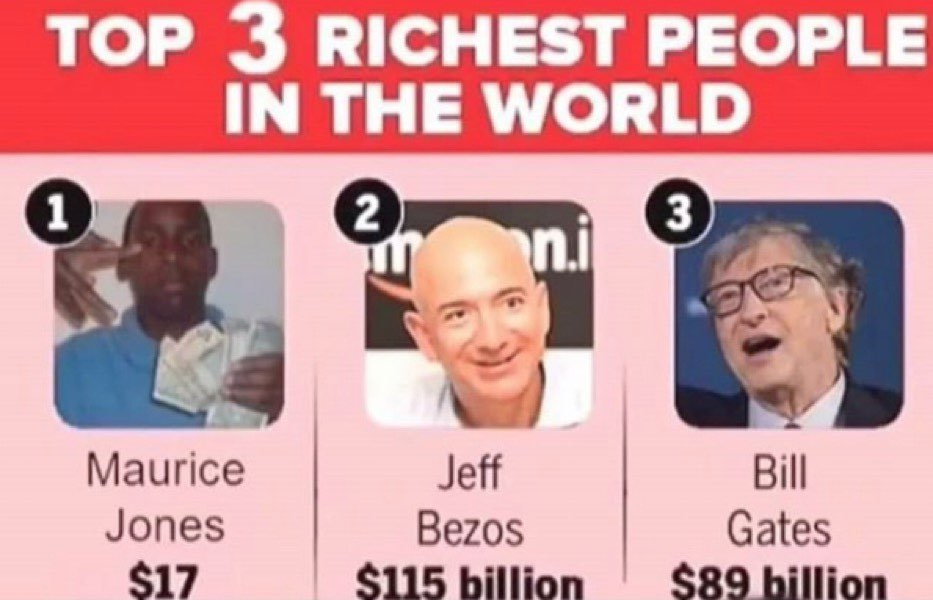 TOP 3 RICHEST PEOPLE
IN THE WORLD
1
2
3
n.i
Maurice
Jones
$17
Jeff
Bezos
$115 billion
Bill
Gates
$89 billion